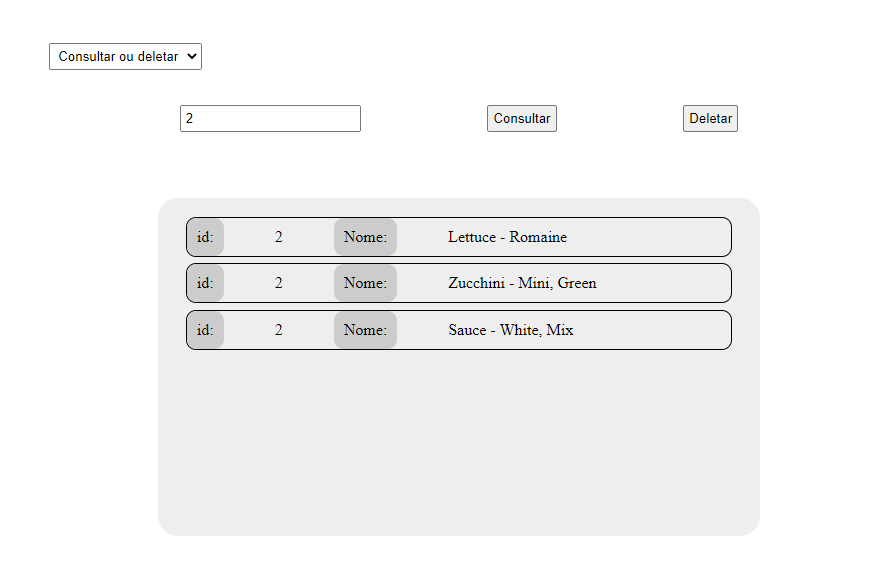 Consultar ou deletar
2 Consultar Deletar
id: 2 Nome: Lettuce - Romaine
id: 2 Nome: Zucchini - Mini, Green
id: 2 Nome: Sauce - White, Mix